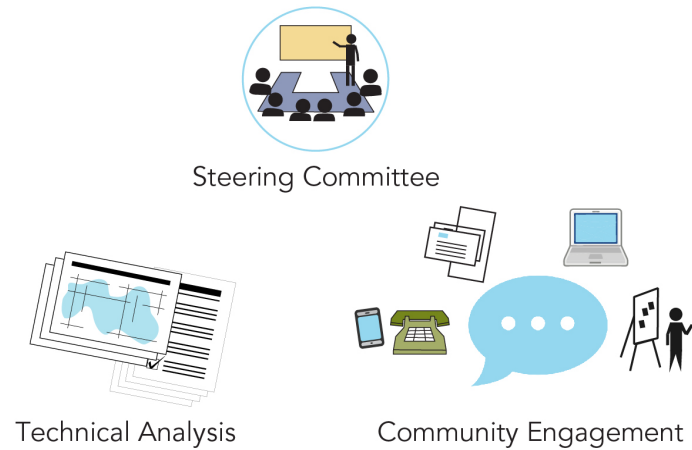 Steering Committee
Technical Analysis
Community Engagement